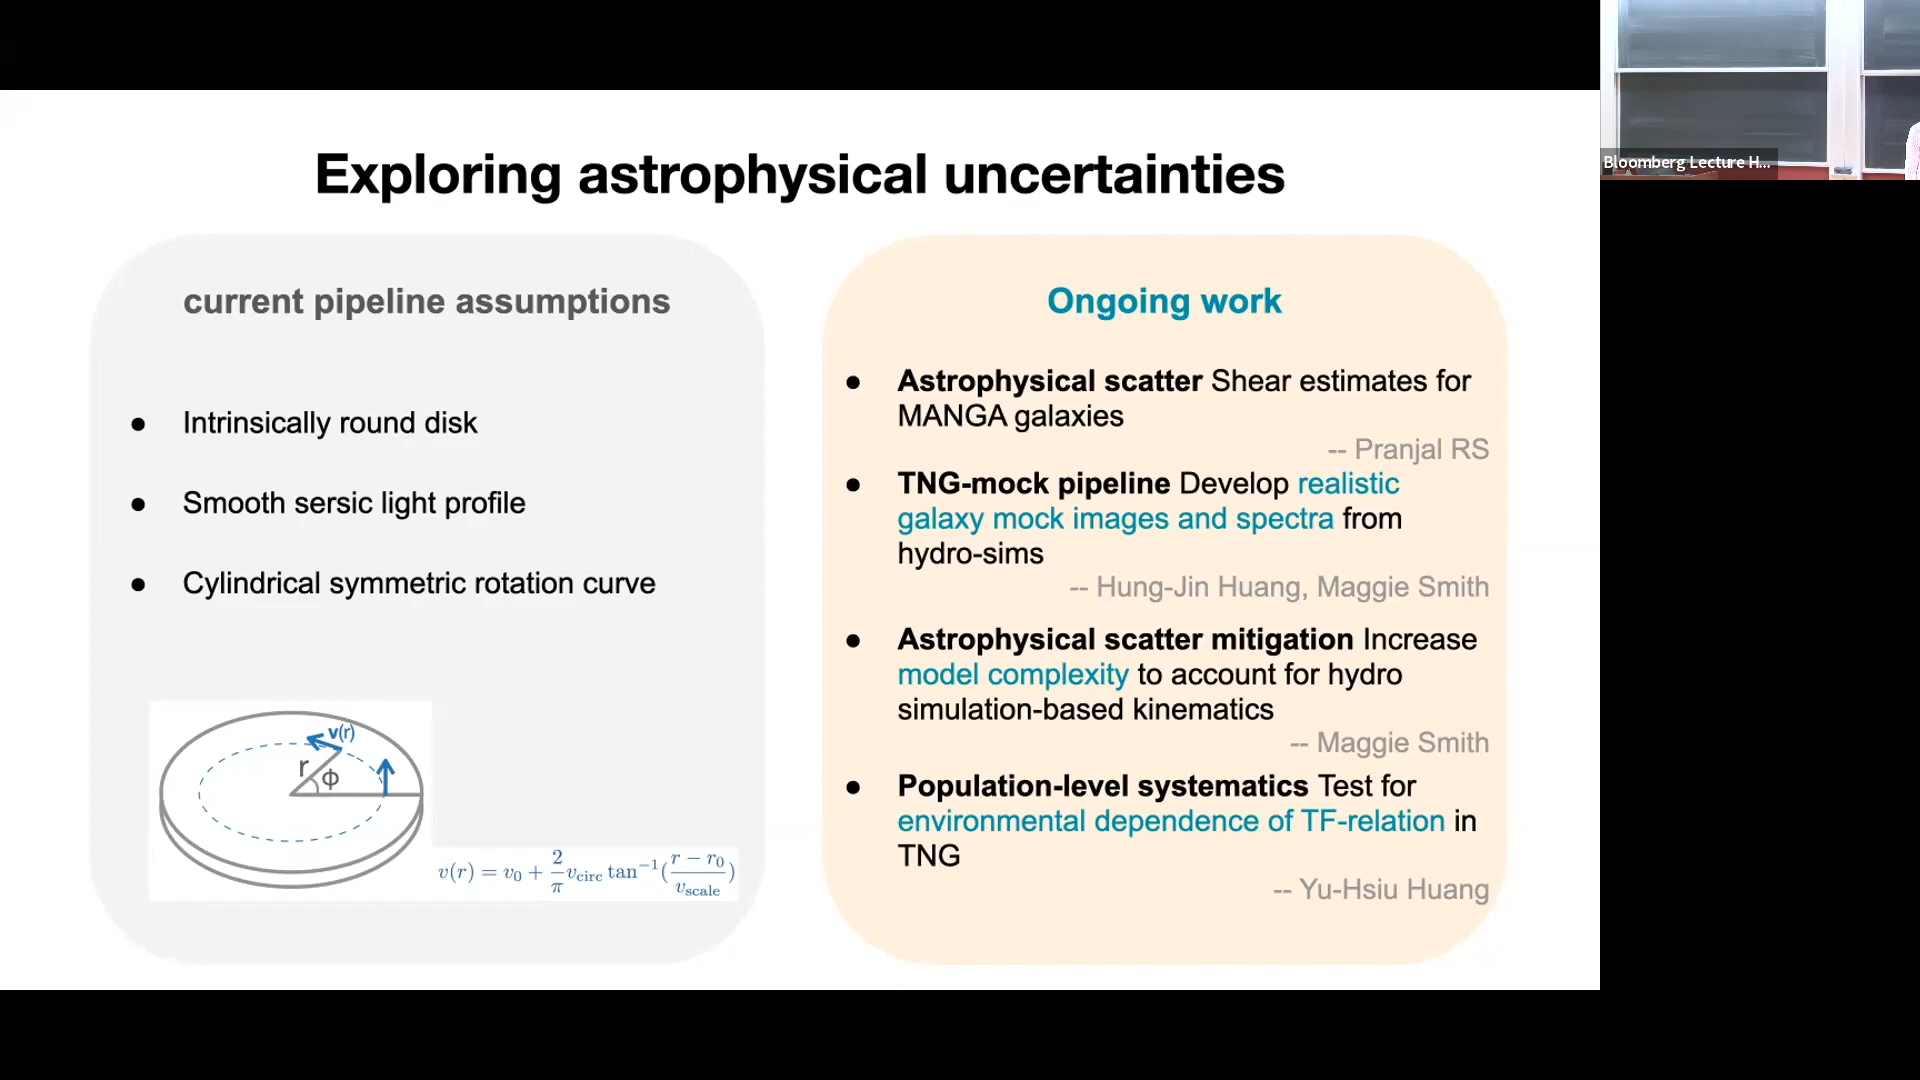 Bloomberg Lecture H...
Exploring astrophysical uncertainties
current pipeline assumptions
● Intrinsically round disk
● Smooth sersic light profile
● Cylindrical symmetric rotation curve
v(r)
r
ϕ
v(r) = v₀ + 2/π v_circ tan⁻¹((r − r₀)/v_scale)
Ongoing work
● Astrophysical scatter Shear estimates for
MANGA galaxies
-- Pranjal RS
● TNG-mock pipeline Develop realistic
galaxy mock images and spectra from
hydro-sims
-- Hung-Jin Huang, Maggie Smith
● Astrophysical scatter mitigation Increase
model complexity to account for hydro
simulation-based kinematics
-- Maggie Smith
● Population-level systematics Test for
environmental dependence of TF-relation in
TNG
-- Yu-Hsiu Huang